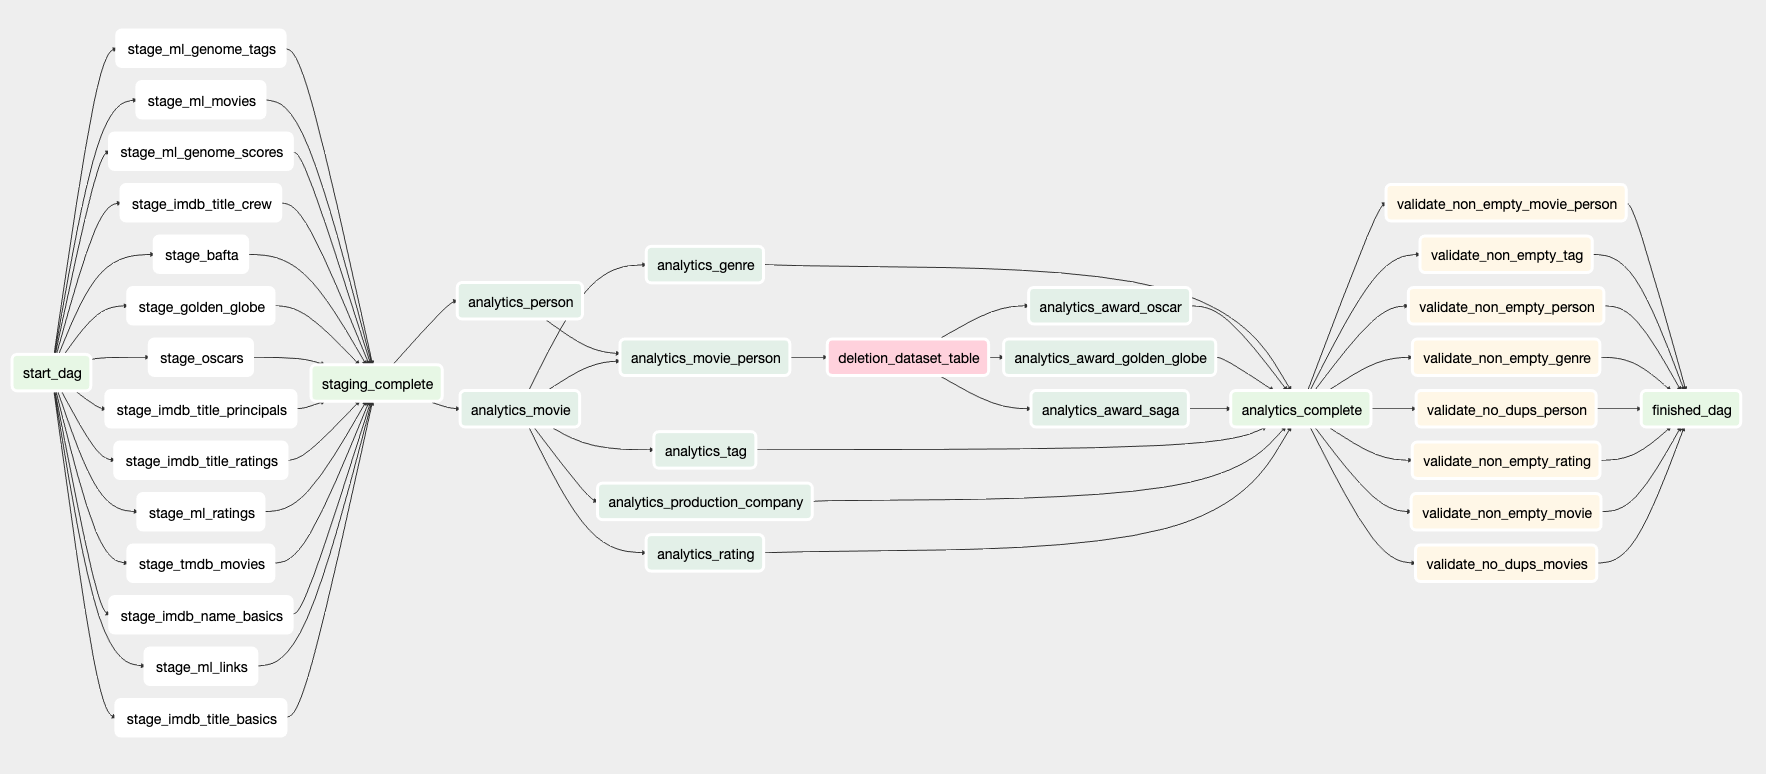 start_dag
stage_ml_genome_tags
stage_ml_movies
stage_ml_genome_scores
stage_imdb_title_crew
stage_bafta
stage_golden_globe
stage_oscars
stage_imdb_title_principals
stage_imdb_title_ratings
stage_ml_ratings
stage_tmdb_movies
stage_imdb_name_basics
stage_ml_links
stage_imdb_title_basics
staging_complete
analytics_person
analytics_movie
analytics_genre
analytics_movie_person
analytics_tag
analytics_production_company
analytics_rating
deletion_dataset_table
analytics_award_oscar
analytics_award_golden_globe
analytics_award_saga
analytics_complete
validate_non_empty_movie_person
validate_non_empty_tag
validate_non_empty_person
validate_non_empty_genre
validate_no_dups_person
validate_non_empty_rating
validate_non_empty_movie
validate_no_dups_movies
finished_dag